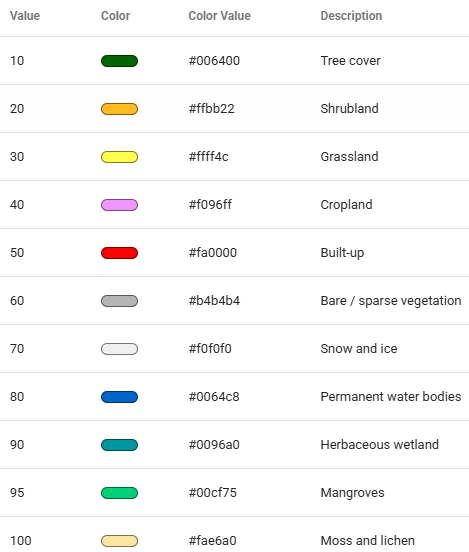 Value Color Color Value Description
10 #006400 Tree cover
20 #ffbb22 Shrubland
30 #ffff4c Grassland
40 #f096ff Cropland
50 #fa0000 Built-up
60 #b4b4b4 Bare / sparse vegetation
70 #f0f0f0 Snow and ice
80 #0064c8 Permanent water bodies
90 #0096a0 Herbaceous wetland
95 #00cf75 Mangroves
100 #fae6a0 Moss and lichen